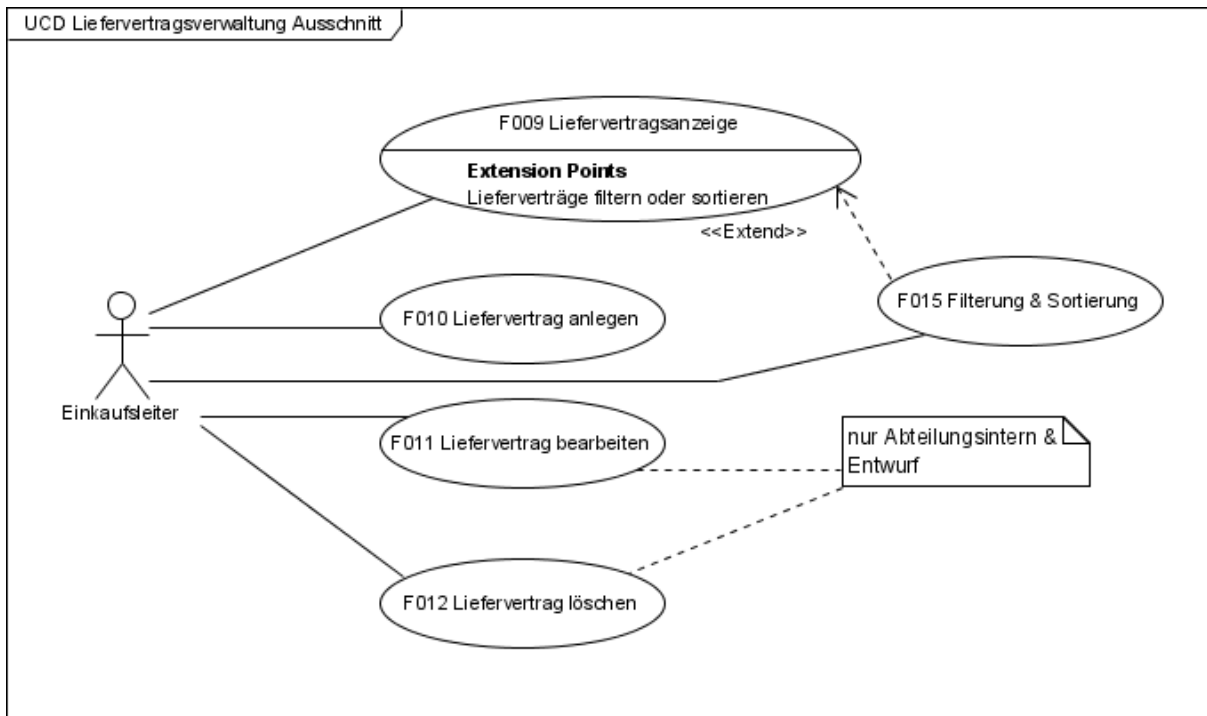 UCD Liefervertragsverwaltung Ausschnitt
F009 Liefervertragsanzeige
Extension Points
Lieferverträge filtern oder sortieren
<<Extend>>
F015 Filterung & Sortierung
F010 Liefervertrag anlegen
Einkaufsleiter
F011 Liefervertrag bearbeiten
nur Abteilungsintern &
Entwurf
F012 Liefervertrag löschen